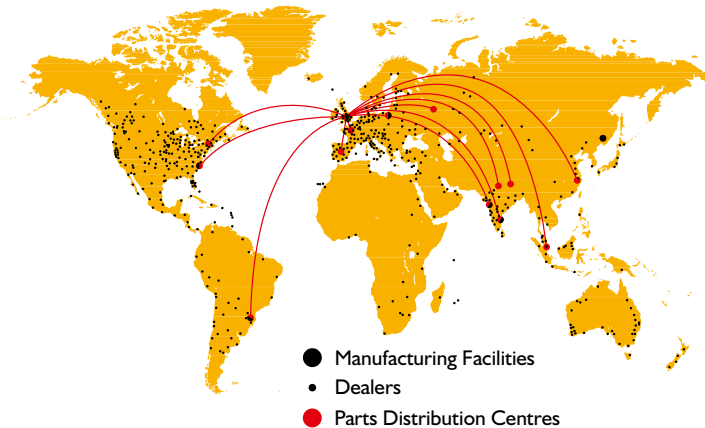 Manufacturing Facilities
Dealers
Parts Distribution Centres